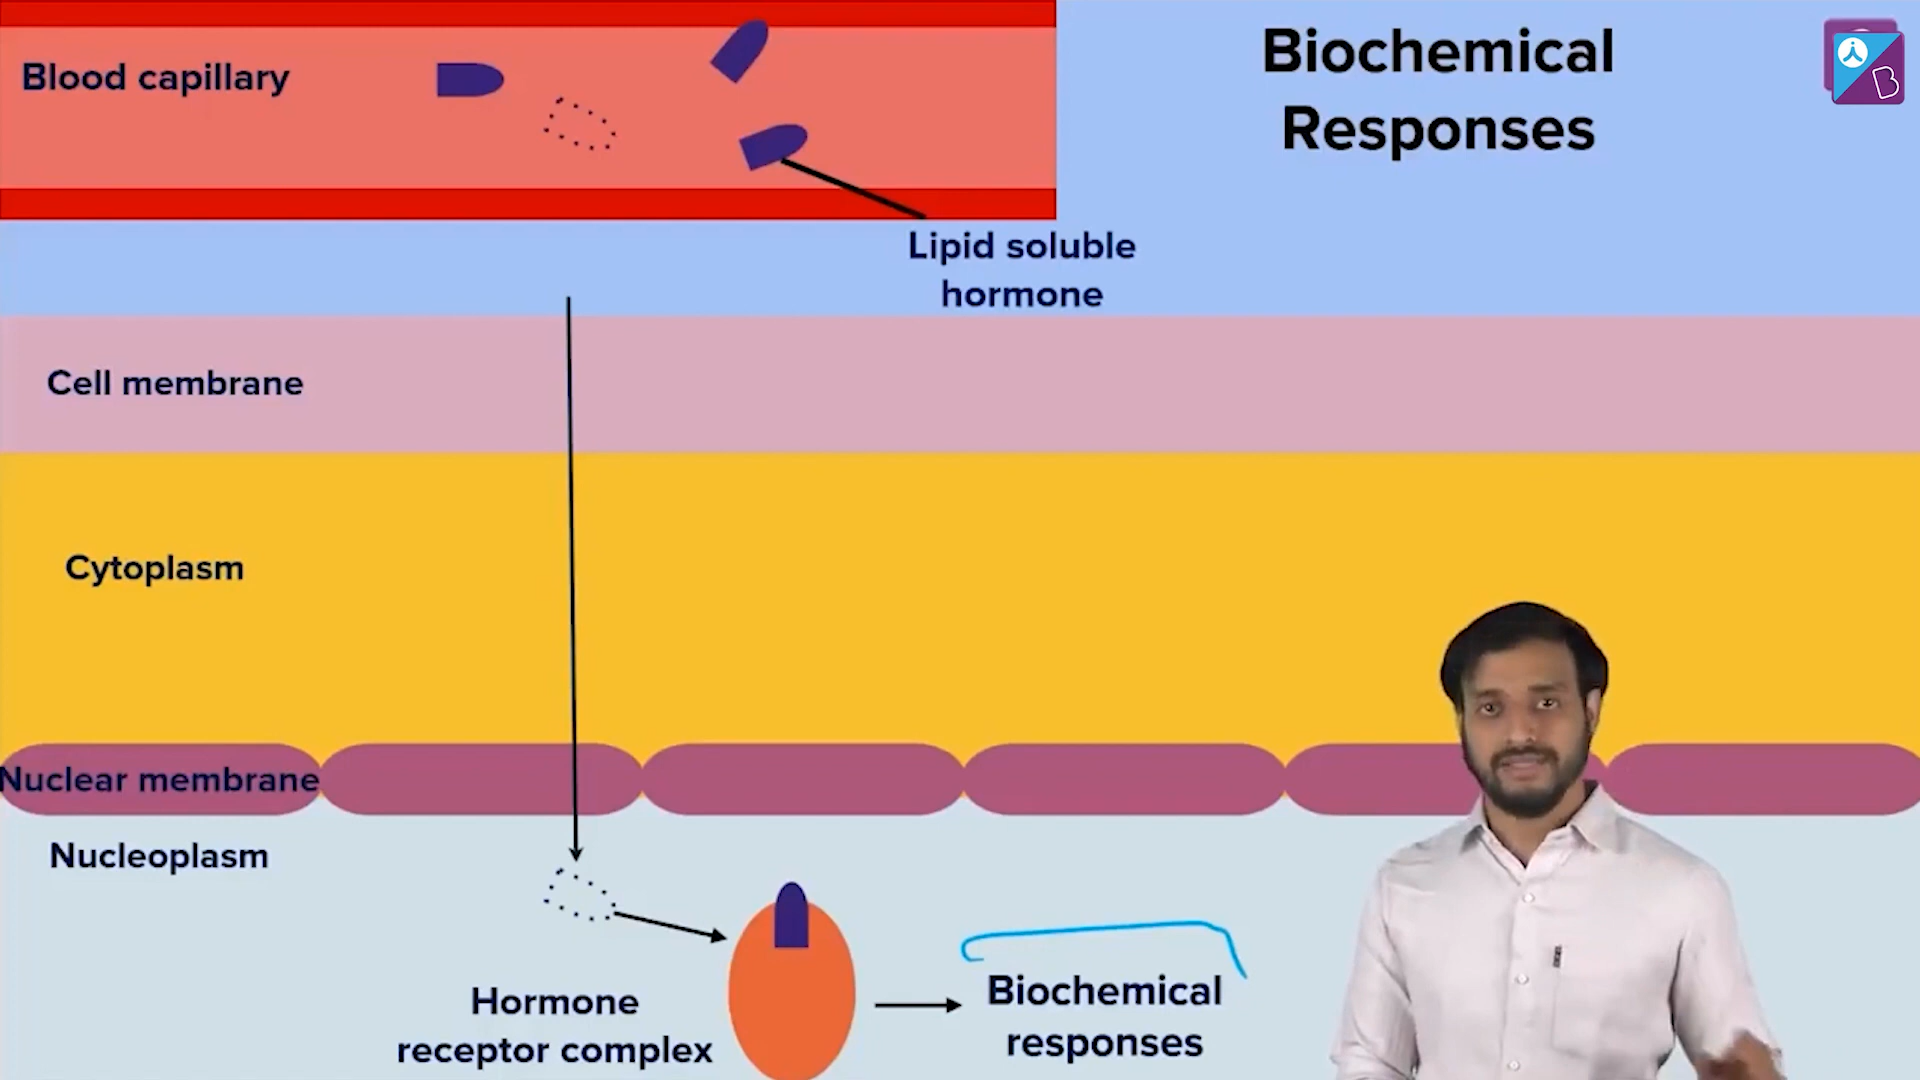 Blood capillary
Biochemical
Responses
B
Lipid soluble
hormone
Cell membrane
Cytoplasm
Nuclear membrane
Nucleoplasm
Hormone
receptor complex
Biochemical
responses